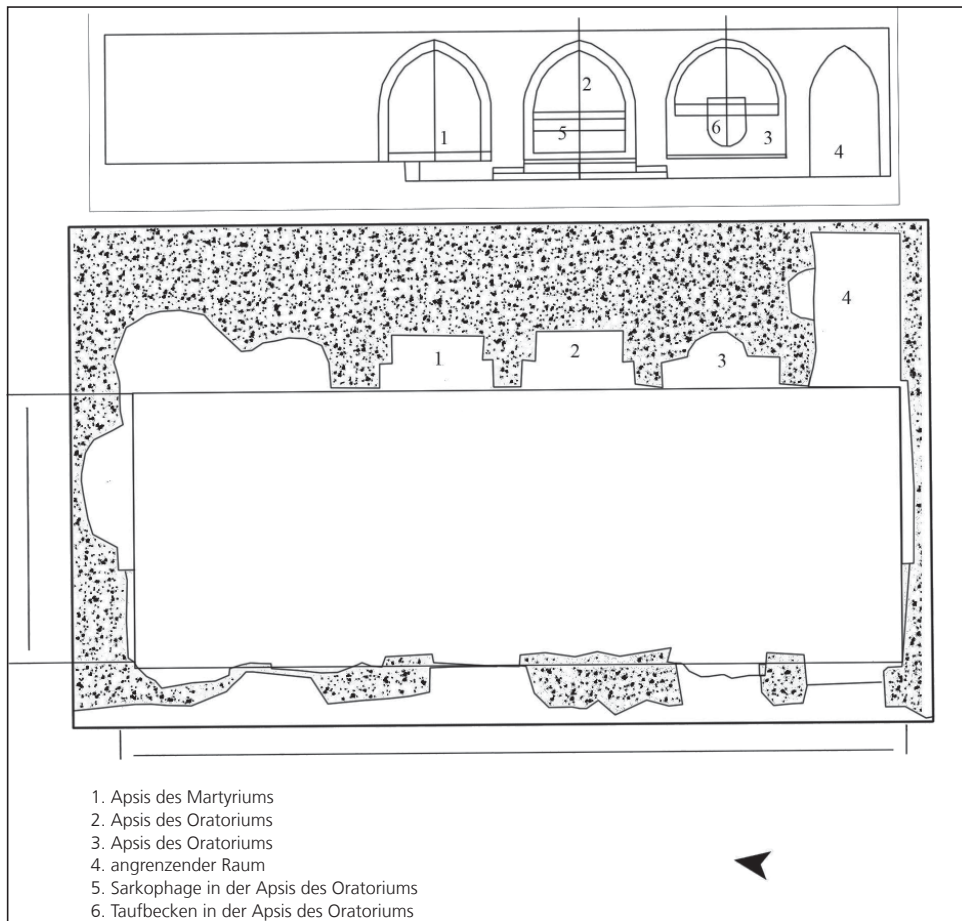 1
2
5
6
3
4
1
2
3
4
1. Apsis des Martyriums
2. Apsis des Oratoriums
3. Apsis des Oratoriums
4. angrenzender Raum
5. Sarkophage in der Apsis des Oratoriums
6. Taufbecken in der Apsis des Oratoriums